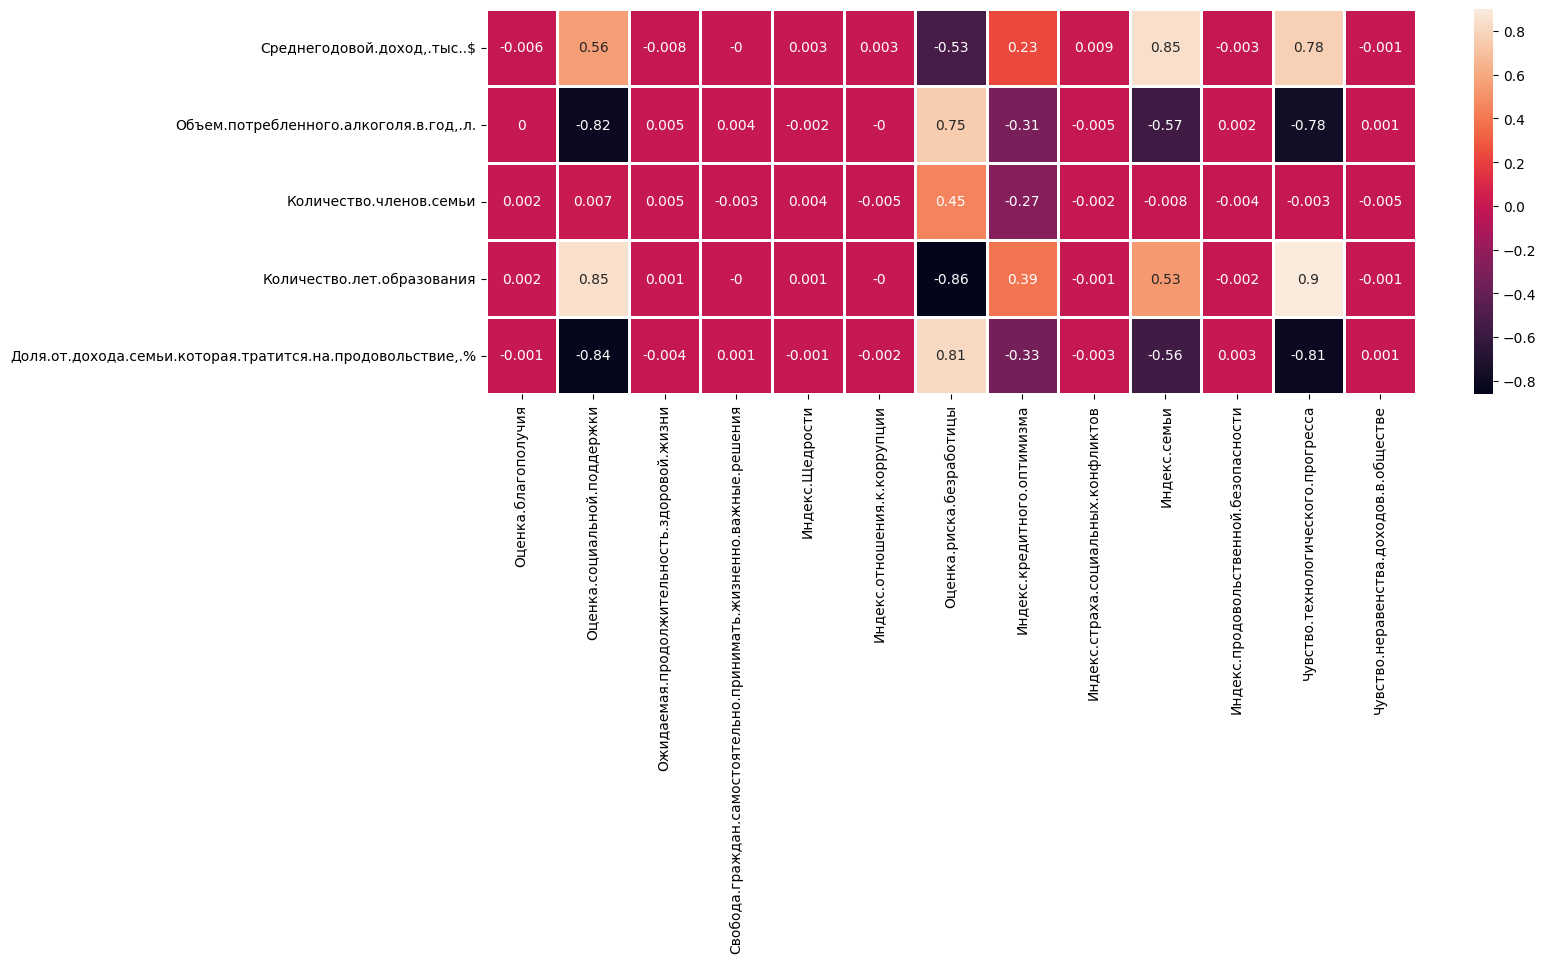 Среднегодовой.доход,.тыс..$ -0.006 0.56 -0.008 -0 0.003 0.003 -0.53 0.23 0.009 0.85 -0.003 0.78 -0.001
Объем.потребленного.алкоголя.в.год,.л. 0 -0.82 0.005 0.004 -0.002 -0 0.75 -0.31 -0.005 -0.57 0.002 -0.78 0.001
Количество.членов.семьи 0.002 0.007 0.005 -0.003 0.004 -0.005 0.45 -0.27 -0.002 -0.008 -0.004 -0.003 -0.005
Количество.лет.образования 0.002 0.85 0.001 -0 0.001 -0 -0.86 0.39 -0.001 0.53 -0.002 0.9 -0.001
Доля.от.дохода.семьи.которая.тратится.на.продовольствие,.% -0.001 -0.84 -0.004 0.001 -0.001 -0.002 0.81 -0.33 -0.003 -0.56 0.003 -0.81 0.001
Оценка.благополучия
Оценка.социальной.поддержки
Ожидаемая.продолжительность.здоровой.жизни
Свобода.граждан.самостоятельно.принимать.жизненно.важные.решения
Индекс.Щедрости
Индекс.отношения.к.коррупции
Оценка.риска.безработицы
Индекс.кредитного.оптимизма
Индекс.страха.социальных.конфликтов
Индекс.семьи
Индекс.продовольственной.безопасности
Чувство.технологического.прогресса
Чувство.неравенства.доходов.в.обществе
0.8
0.6
0.4
0.2
0.0
−0.2
−0.4
−0.6
−0.8